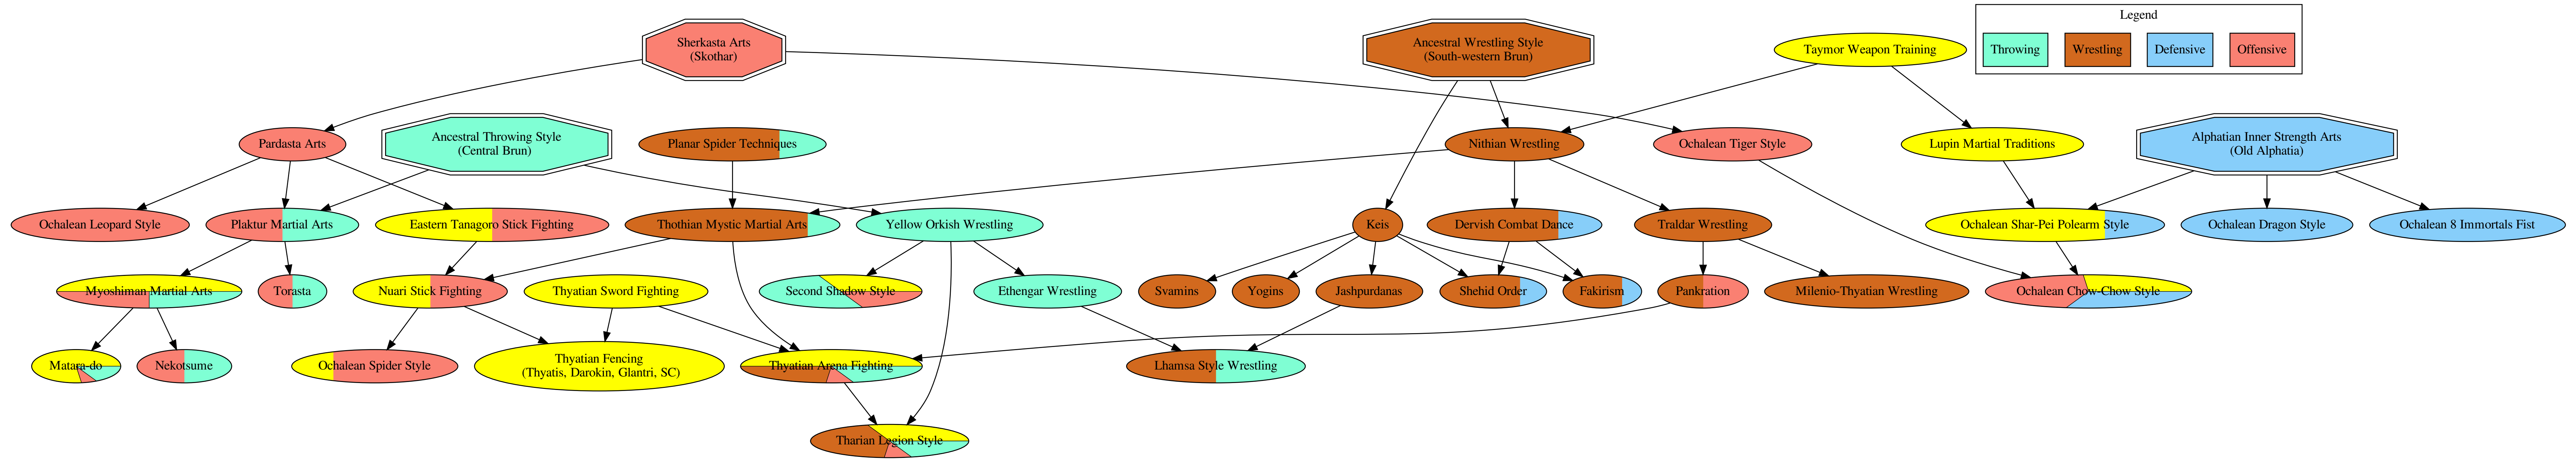 Legend
Throwing
Wrestling
Defensive
Offensive
Sherkasta Arts
(Skothar)
Ancestral Wrestling Style
(South-western Brun)
Taymor Weapon Training
Pardasta Arts
Ancestral Throwing Style
(Central Brun)
Planar Spider Techniques
Nithian Wrestling
Ochalean Tiger Style
Lupin Martial Traditions
Alphatian Inner Strength Arts
(Old Alphatia)
Ochalean Leopard Style
Plaktur Martial Arts
Eastern Tanagoro Stick Fighting
Thothian Mystic Martial Arts
Yellow Orkish Wrestling
Keis
Dervish Combat Dance
Traldar Wrestling
Ochalean Shar-Pei Polearm Style
Ochalean Dragon Style
Ochalean 8 Immortals Fist
Myoshiman Martial Arts
Torasta
Nuari Stick Fighting
Thyatian Sword Fighting
Second Shadow Style
Ethengar Wrestling
Svamins
Yogins
Jashpurdanas
Shehid Order
Fakirism
Pankration
Milenio-Thyatian Wrestling
Ochalean Chow-Chow Style
Matara-do
Nekotsume
Ochalean Spider Style
Thyatian Fencing
(Thyatis, Darokin, Glantri, SC)
Thyatian Arena Fighting
Lhamsa Style Wrestling
Tharian Legion Style